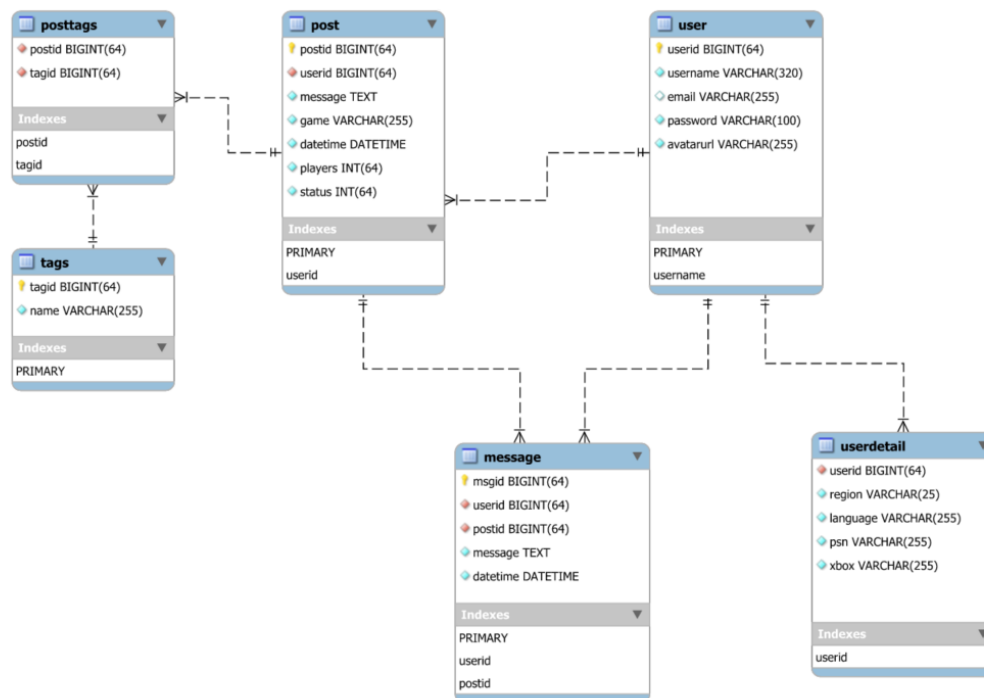 posttags
postid BIGINT(64)
tagid BIGINT(64)
Indexes
postid
tagid
post
postid BIGINT(64)
userid BIGINT(64)
message TEXT
game VARCHAR(255)
datetime DATETIME
players INT(64)
status INT(64)
Indexes
PRIMARY
userid
user
userid BIGINT(64)
username VARCHAR(320)
email VARCHAR(255)
password VARCHAR(100)
avatarurl VARCHAR(255)
Indexes
PRIMARY
username
tags
tagid BIGINT(64)
name VARCHAR(255)
Indexes
PRIMARY
message
msgid BIGINT(64)
userid BIGINT(64)
postid BIGINT(64)
message TEXT
datetime DATETIME
Indexes
PRIMARY
userid
postid
userdetail
userid BIGINT(64)
region VARCHAR(25)
language VARCHAR(255)
psn VARCHAR(255)
xbox VARCHAR(255)
Indexes
userid